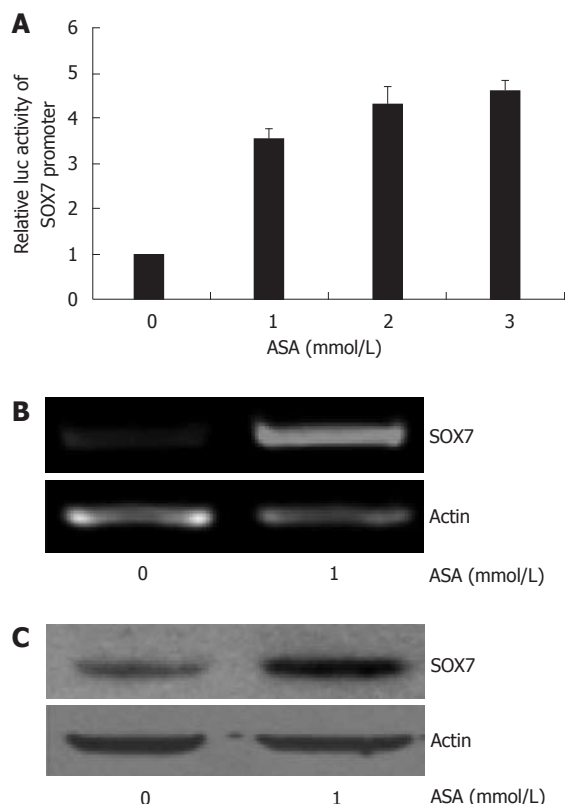 A
Relative luc activity of
SOX7 promoter
6
5
4
3
2
1
0
0 1 2 3
ASA (mmol/L)
B
SOX7
Actin
0 1 ASA (mmol/L)
C
SOX7
Actin
0 1 ASA (mmol/L)